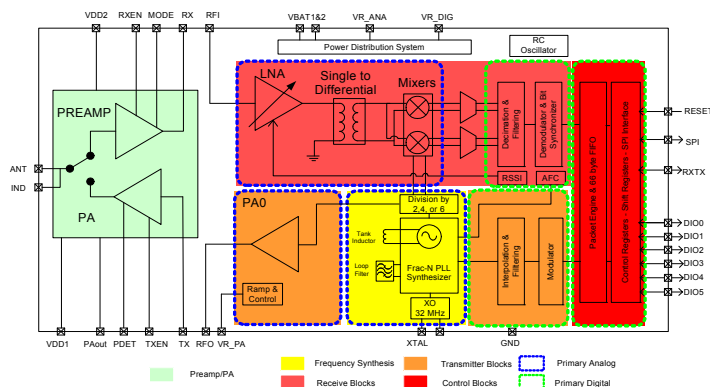 VDD2
RXEN
MODE
RX
RFI
VBAT1&2
VR_ANA
VR_DIG
Power Distribution System
RC
Oscillator
LNA
Single to
Differential
Mixers
Decimation &
Filtering
Demodulator & Bit
Synchronizer
RSSI
AFC
Packet Engine & 66 byte FIFO
Control Registers - Shift Registers - SPI Interface
PREAMP
PA
ANT
IND
RESET
SPI
RXTX
DIO0
DIO1
DIO2
DIO3
DIO4
DIO5
PA0
Ramp &
Control
Division by
2,4, or 6
Tank
Inductor
Loop
Filter
Frac-N PLL
Synthesizer
XO
32 MHz
Interpolation &
Filtering
Modulator
VDD1
PAout
PDET
TXEN
TX
RFO
VR_PA
XTAL
GND
Preamp/PA
Frequency Synthesis
Transmitter Blocks
Primary Analog
Receive Blocks
Control Blocks
Primary Digital